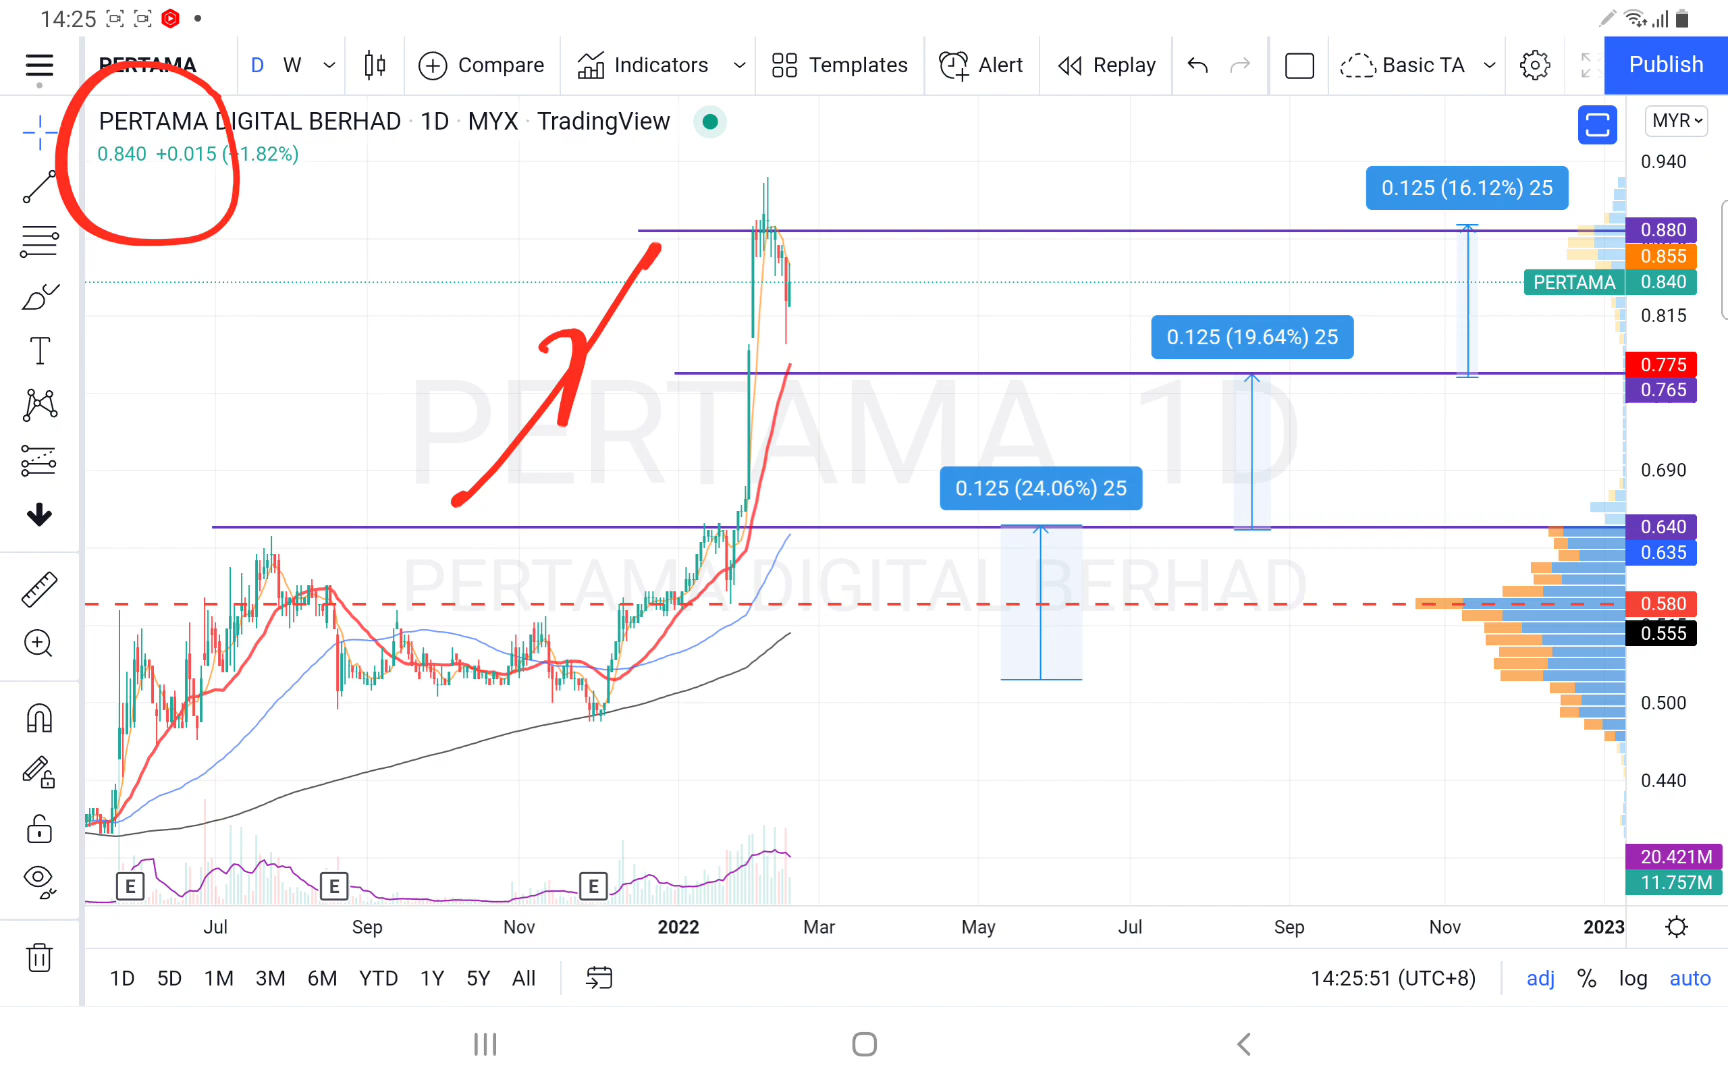 14:25
PERTAMA D W Compare Indicators Templates Alert Replay Basic TA Publish
PERTAMA DIGITAL BERHAD · 1D · MYX · TradingView
MYR
0.840 +0.015 (+1.82%)
0.940
0.125 (16.12%) 25
0.880
0.855
PERTAMA 0.840
0.815
0.125 (19.64%) 25
0.775
0.765
PERTAMA 1D
0.690
0.125 (24.06%) 25
0.640
0.635
PERTAMA DIGITAL BERHAD
0.580
0.555
0.500
0.440
20.421M
E E E
11.757M
Jul Sep Nov 2022 Mar May Jul Sep Nov 2023
1D 5D 1M 3M 6M YTD 1Y 5Y All 14:25:51 (UTC+8) adj % log auto